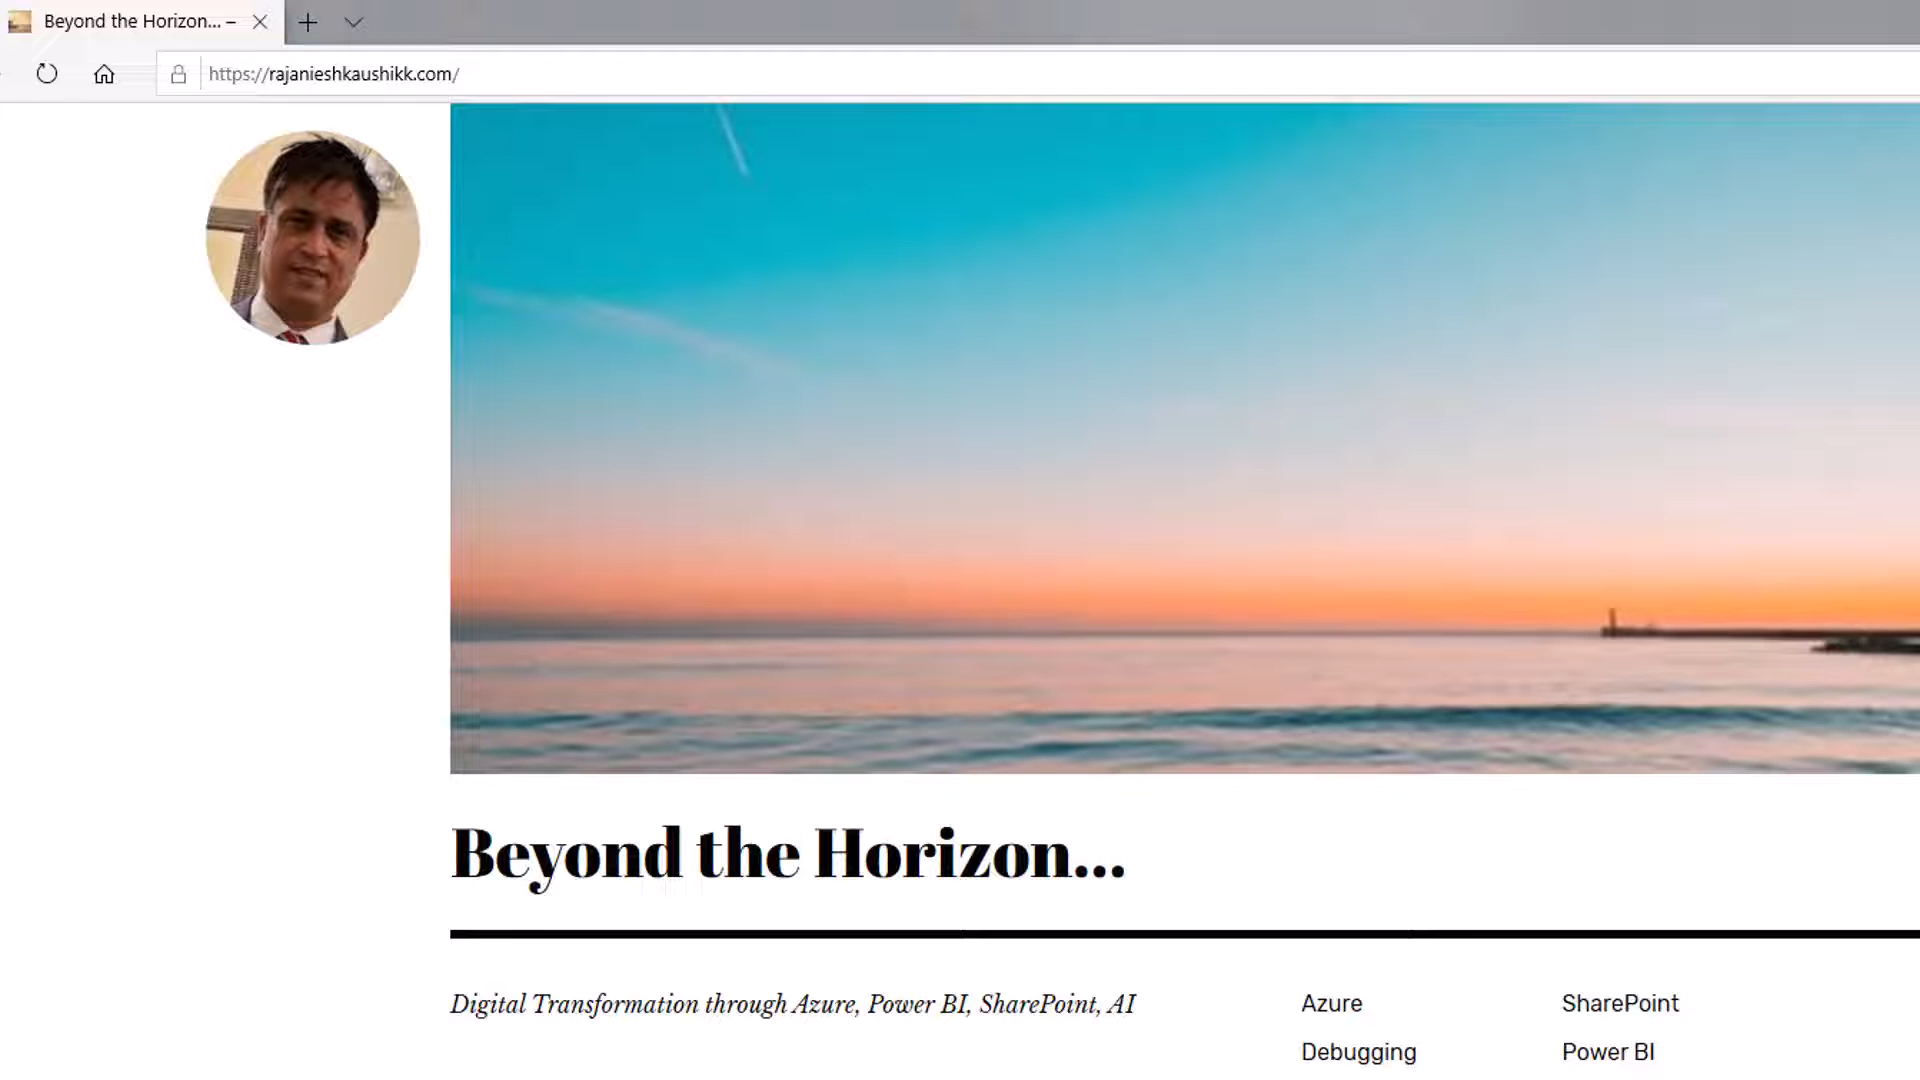 Beyond the Horizon... –
https://rajanieshkaushikk.com/
Beyond the Horizon...
Digital Transformation through Azure, Power BI, SharePoint, AI
Azure
SharePoint
Debugging
Power BI